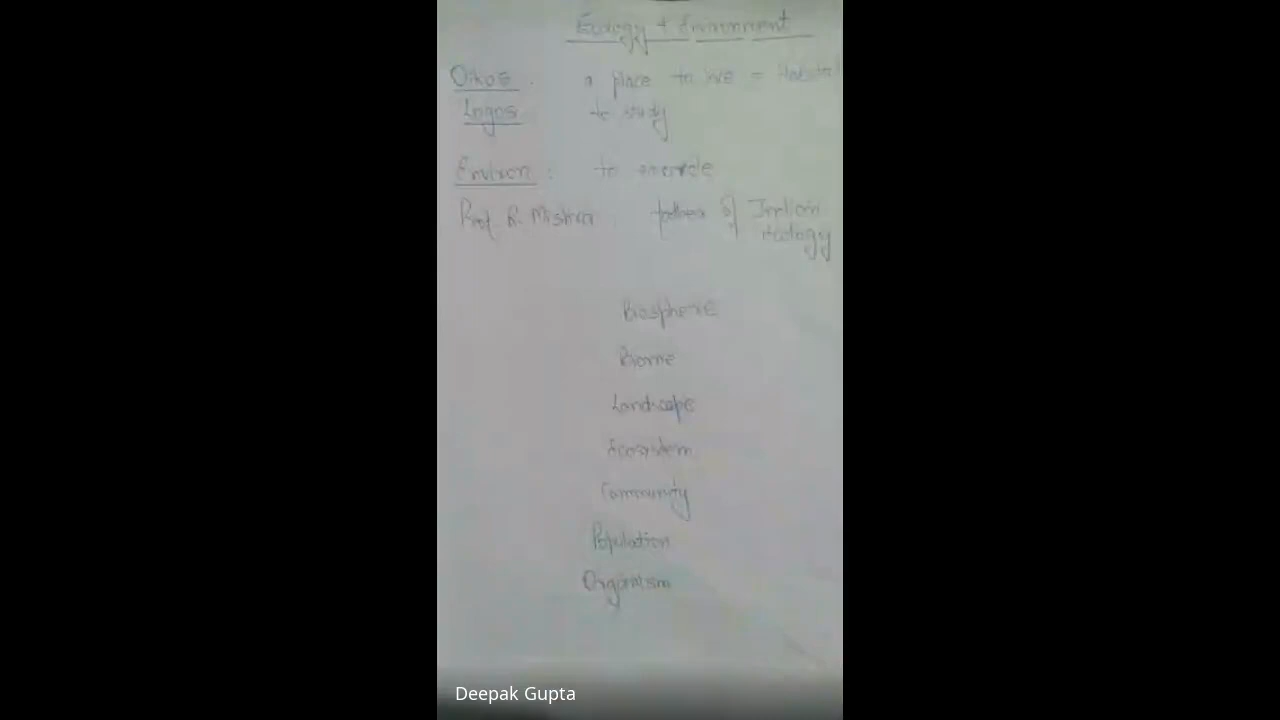 Ecology + Environment
Oikos : a place to live = Habitat
Logos to study
Environ : to encircle
Prof R. Mishra : father of Indian
Ecology
Biosphere
Biome
Landscape
Ecosystem
Community
Population
Organism
Deepak Gupta